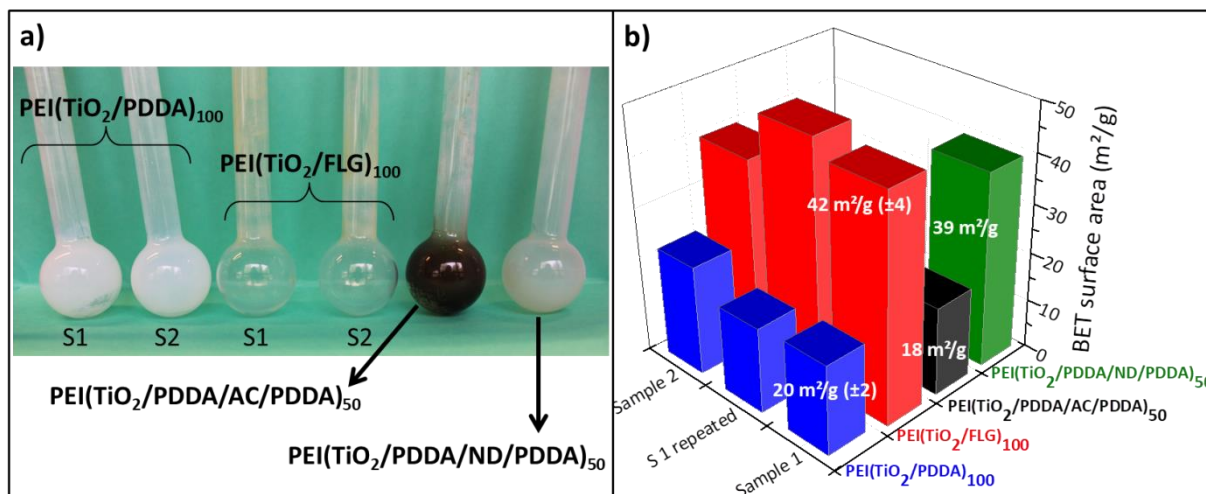 a)
PEI(TiO₂/PDDA)₁₀₀
PEI(TiO₂/FLG)₁₀₀
S1
S2
S1
S2
PEI(TiO₂/PDDA/AC/PDDA)₅₀
PEI(TiO₂/PDDA/ND/PDDA)₅₀
b)
50
40
30
20
10
0
BET surface area (m²/g)
42 m²/g (±4)
39 m²/g
18 m²/g
20 m²/g (±2)
Sample 2
S 1 repeated
Sample 1
PEI(TiO₂/PDDA/ND/PDDA)₅₀
PEI(TiO₂/PDDA/AC/PDDA)₅₀
PEI(TiO₂/FLG)₁₀₀
PEI(TiO₂/PDDA)₁₀₀